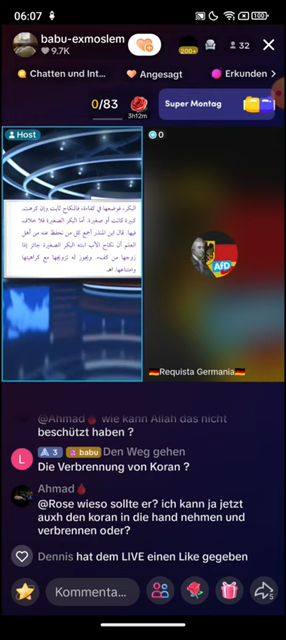 06:07
100
babu-exmoslem
9.7K
200+
32
Chatten und Int...
Angesagt
Erkunden
0/83
3h12m
Super Montag
Host
0
البكر، فوضعها في كفاءة، فالنكاح ثابت وإن كرهت،
كبيرة كانت أو صغيرة. أما البكر الصغيرة فلا خلاف
فيها. قال ابن المنذر أجمع كل من نحفظ عنه من أهل
العلم أن نكاح الأب ابنته البكر الصغيرة جائز إذا
زوجها من كفء. ويجوز له تزويجها مع كراهيتها
وامتناعها. اهـ
AfD
Requista Germania
@Ahmad wie kann Allah das nicht
beschützt haben ?
L
3 babu Den Weg gehen
Die Verbrennung von Koran ?
Ahmad
@Rose wieso sollte er? ich kann ja jetzt
auxh den koran in die hand nehmen und
verbrennen oder?
Dennis hat dem LIVE einen Like gegeben
Kommenta...
5